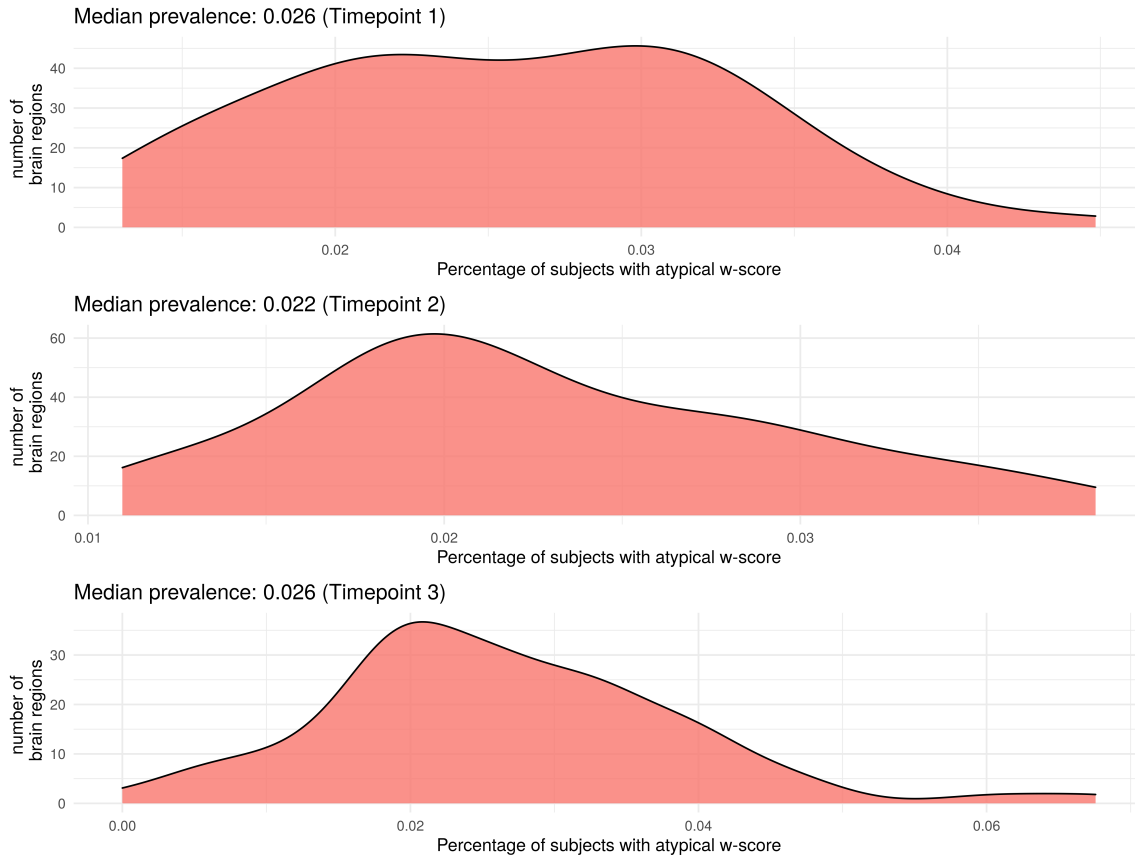 Median prevalence: 0.026 (Timepoint 1)
number of
brain regions
40
30
20
10
0
0.02 0.03 0.04
Percentage of subjects with atypical w-score
Median prevalence: 0.022 (Timepoint 2)
number of
brain regions
60
40
20
0
0.01 0.02 0.03
Percentage of subjects with atypical w-score
Median prevalence: 0.026 (Timepoint 3)
number of
brain regions
30
20
10
0
0.00 0.02 0.04 0.06
Percentage of subjects with atypical w-score